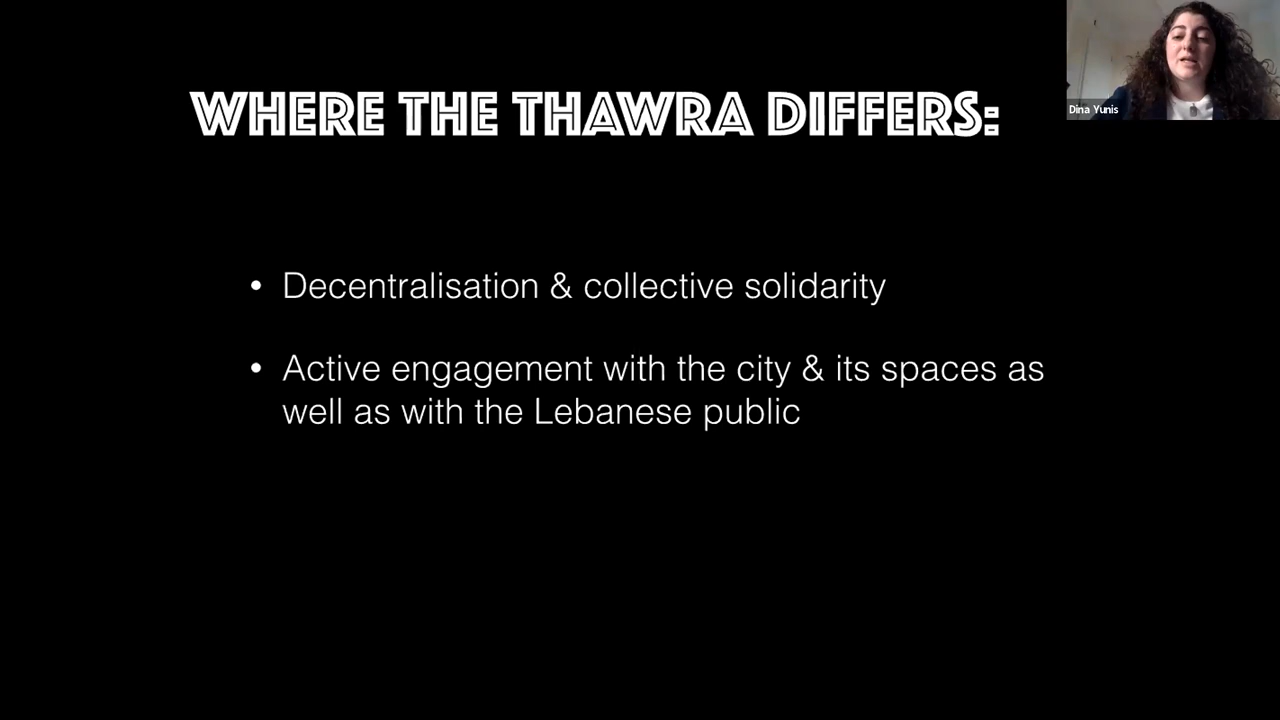 WHERE THE THAWRA DIFFERS:
Dina Yunis
• Decentralisation & collective solidarity
• Active engagement with the city & its spaces as
well as with the Lebanese public